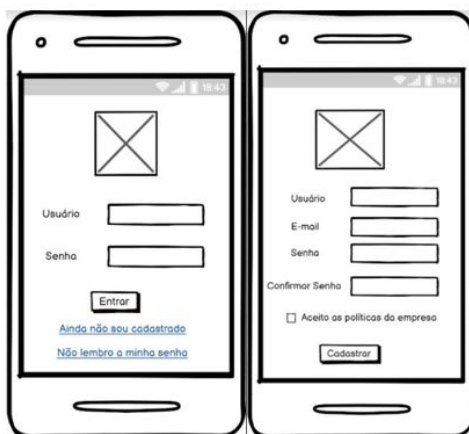 18:43
Usuário
Senha
Entrar
Ainda não sou cadastrado
Não lembro a minha senha
18:43
Usuário
E-mail
Senha
Confirmar Senha
Aceito as políticas da empresa
Cadastrar